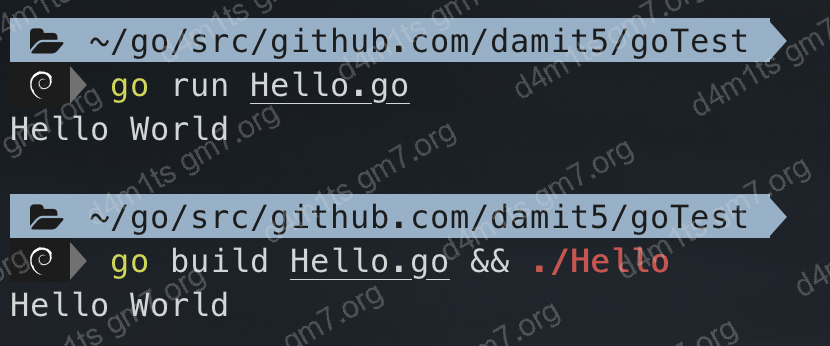 ~/go/src/github.com/damit5/goTest
go run Hello.go
Hello World
~/go/src/github.com/damit5/goTest
go build Hello.go && ./Hello
Hello World
d4m1ts gm7.org